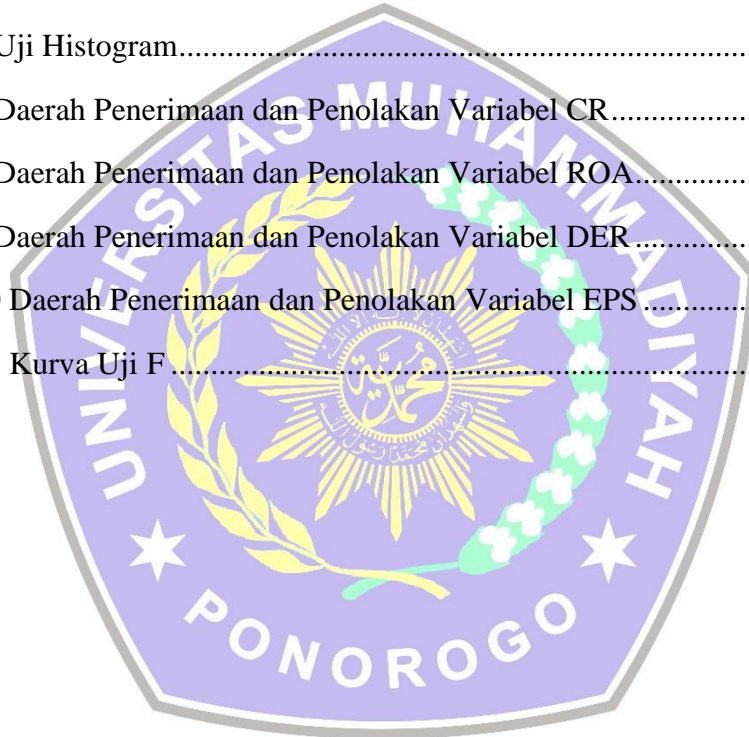 Uji Histogram
Daerah Penerimaan dan Penolakan Variabel CR
Daerah Penerimaan dan Penolakan Variabel ROA
Daerah Penerimaan dan Penolakan Variabel DER
Daerah Penerimaan dan Penolakan Variabel EPS
Kurva Uji F
UNIVERSITAS MUHAMMADIYAH
PONOROGO